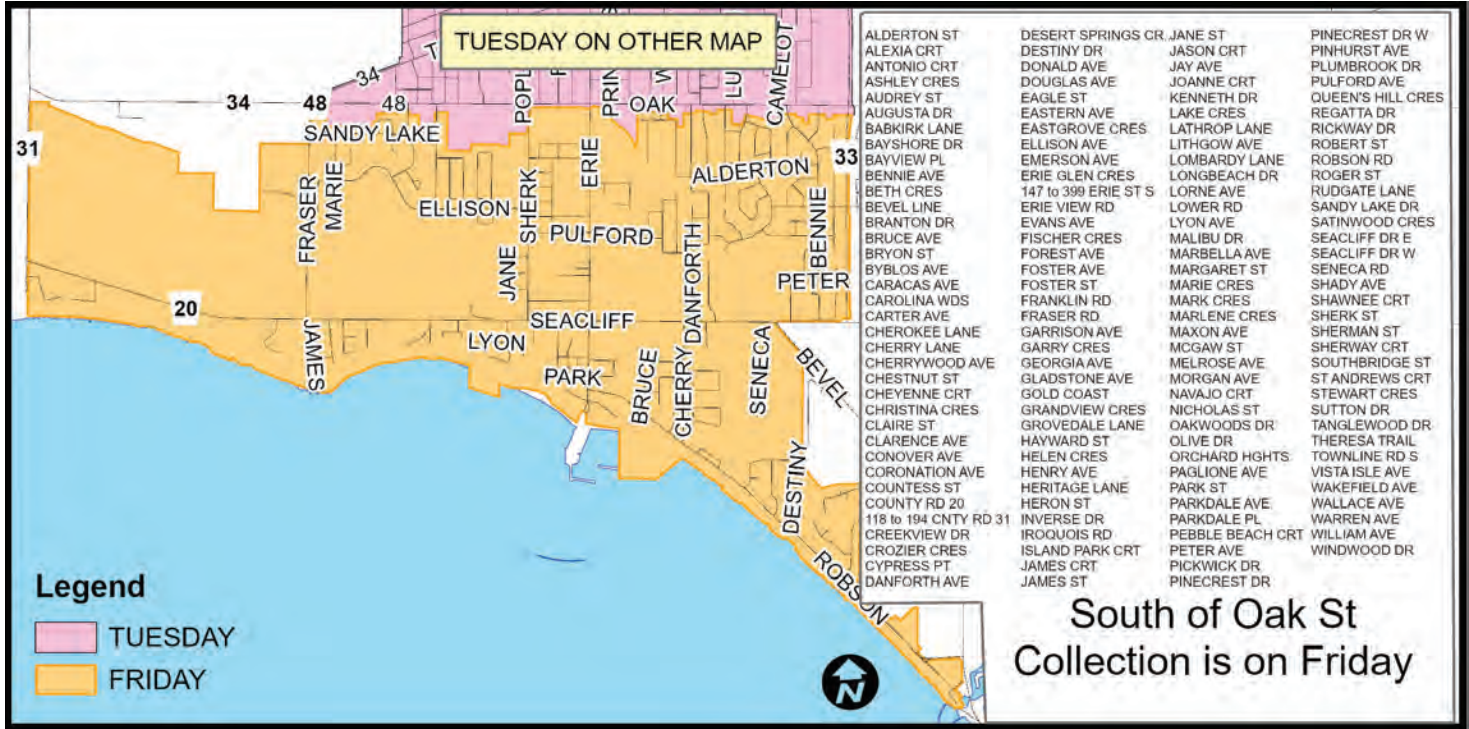 TUESDAY ON OTHER MAP
34
34
48
48
OAK
CAMELOT
SANDY LAKE
31
33
ERIE
ALDERTON
FRASER
MARIE
ELLISON
SHERK
PULFORD
BENNIE
JANE
DANFORTH
PETER
20
SEACLIFF
JAMES
LYON
PARK
BRUCE
CHERRY
SENECA
BEVEL
DESTINY
ROBSON
Legend
TUESDAY
FRIDAY
N
ALDERTON ST
ALEXIA CRT
ANTONIO CRT
ASHLEY CRES
AUDREY ST
AUGUSTA DR
BABKIRK LANE
BAYSHORE DR
BAYVIEW PL
BENNIE AVE
BETH CRES
BEVEL LINE
BRANTON DR
BRUCE AVE
BRYON ST
BYBLOS AVE
CARACAS AVE
CAROLINA WDS
CARTER AVE
CHEROKEE LANE
CHERRY LANE
CHERRYWOOD AVE
CHESTNUT ST
CHEYENNE CRT
CHRISTINA CRES
CLAIRE ST
CLARENCE AVE
CONOVER AVE
CORONATION AVE
COUNTESS ST
COUNTY RD 20
118 to 194 CNTY RD 31
CREEKVIEW DR
CROZIER CRES
CYPRESS PT
DANFORTH AVE
DESERT SPRINGS CR
DESTINY DR
DONALD AVE
DOUGLAS AVE
EAGLE ST
EASTERN AVE
EASTGROVE CRES
ELLISON AVE
EMERSON AVE
ERIE GLEN CRES
147 to 399 ERIE ST S
ERIE VIEW RD
EVANS AVE
FISCHER CRES
FOREST AVE
FOSTER AVE
FOSTER ST
FRANKLIN RD
FRASER RD
GARRISON AVE
GARRY CRES
GEORGIA AVE
GLADSTONE AVE
GOLD COAST
GRANDVIEW CRES
GROVEDALE LANE
HAYWARD ST
HELEN CRES
HENRY AVE
HERITAGE LANE
HERON ST
INVERSE DR
IROQUOIS RD
ISLAND PARK CRT
JAMES CRT
JAMES ST
JANE ST
JASON CRT
JAY AVE
JOANNE CRT
KENNETH DR
LAKE CRES
LATHROP LANE
LITHGOW AVE
LOMBARDY LANE
LONGBEACH DR
LORNE AVE
LOWER RD
LYON AVE
MALIBU DR
MARBELLA AVE
MARGARET ST
MARIE CRES
MARK CRES
MARLENE CRES
MAXON AVE
MCGAW ST
MELROSE AVE
MORGAN AVE
NAVAJO CRT
NICHOLAS ST
OAKWOODS DR
OLIVE DR
ORCHARD HGHTS
PAGLIONE AVE
PARK ST
PARKDALE AVE
PARKDALE PL
PEBBLE BEACH CRT
PETER AVE
PICKWICK DR
PINECREST DR
PINECREST DR W
PINHURST AVE
PLUMBROOK DR
PULFORD AVE
QUEEN'S HILL CRES
REGATTA DR
RICKWAY DR
ROBERT ST
ROBSON RD
ROGER ST
RUDGATE LANE
SANDY LAKE DR
SATINWOOD CRES
SEACLIFF DR E
SEACLIFF DR W
SENECA RD
SHADY AVE
SHAWNEE CRT
SHERK ST
SHERMAN ST
SHERWAY CRT
SOUTHBRIDGE ST
ST ANDREWS CRT
STEWART CRES
SUTTON DR
TANGLEWOOD DR
THERESA TRAIL
TOWNLINE RD S
VISTA ISLE AVE
WAKEFIELD AVE
WALLACE AVE
WARREN AVE
WILLIAM AVE
WINDWOOD DR
South of Oak St
Collection is on Friday